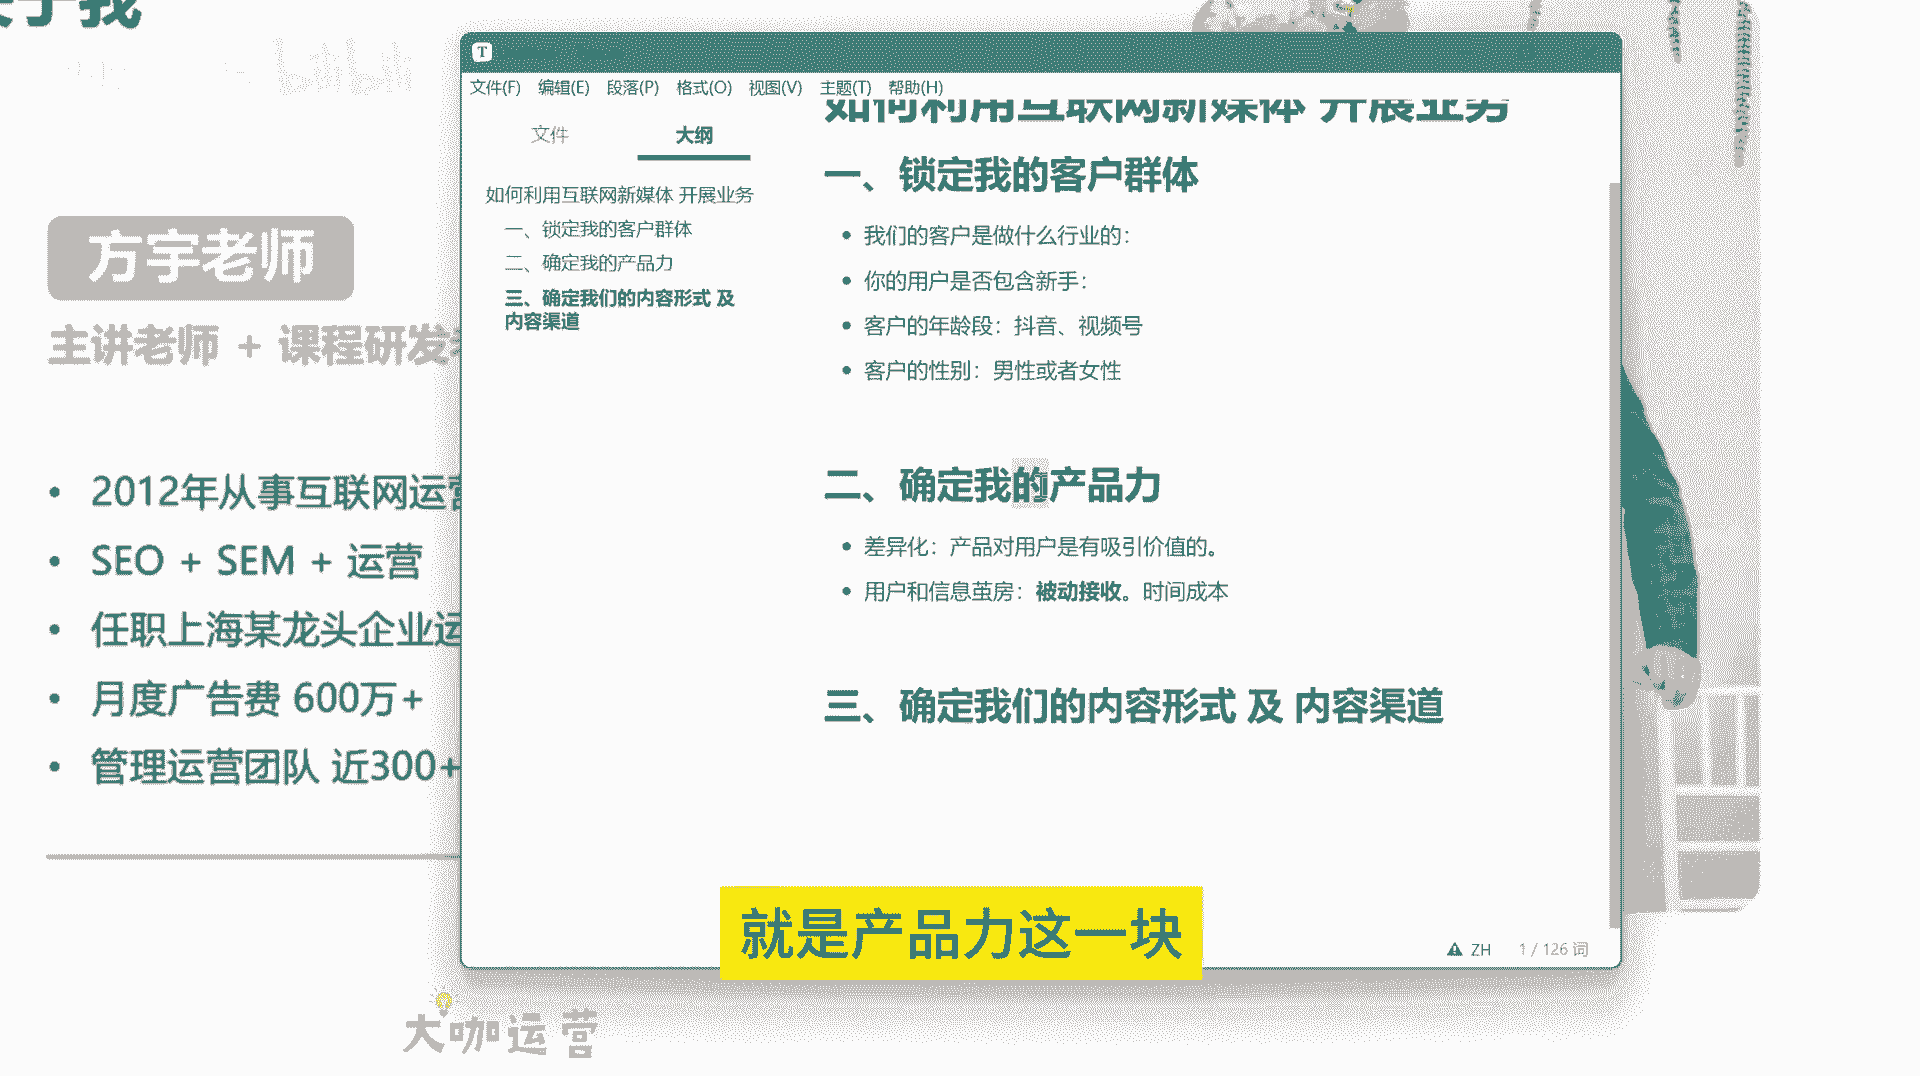 关于我
bilibili
方宇老师
主讲老师 + 课程研发
2012年从事互联网运营
SEO + SEM + 运营
任职上海某龙头企业运
月度广告费 600万+
管理运营团队 近300+
T
文件(F) 编辑(E) 段落(P) 格式(O) 视图(V) 主题(T) 帮助(H)
文件 大纲
如何利用互联网新媒体 开展业务
一、锁定我的客户群体
二、确定我的产品力
三、确定我们的内容形式 及
内容渠道
如何利用互联网新媒体 开展业务
一、锁定我的客户群体
我们的客户是做什么行业的:
你的用户是否包含新手:
客户的年龄段: 抖音、视频号
客户的性别: 男性或者女性
二、确定我的产品力
差异化: 产品对用户是有吸引价值的。
用户和信息茧房: 被动接收。时间成本
三、确定我们的内容形式 及 内容渠道
ZH 1 / 126 词
就是产品力这一块
大咖运营